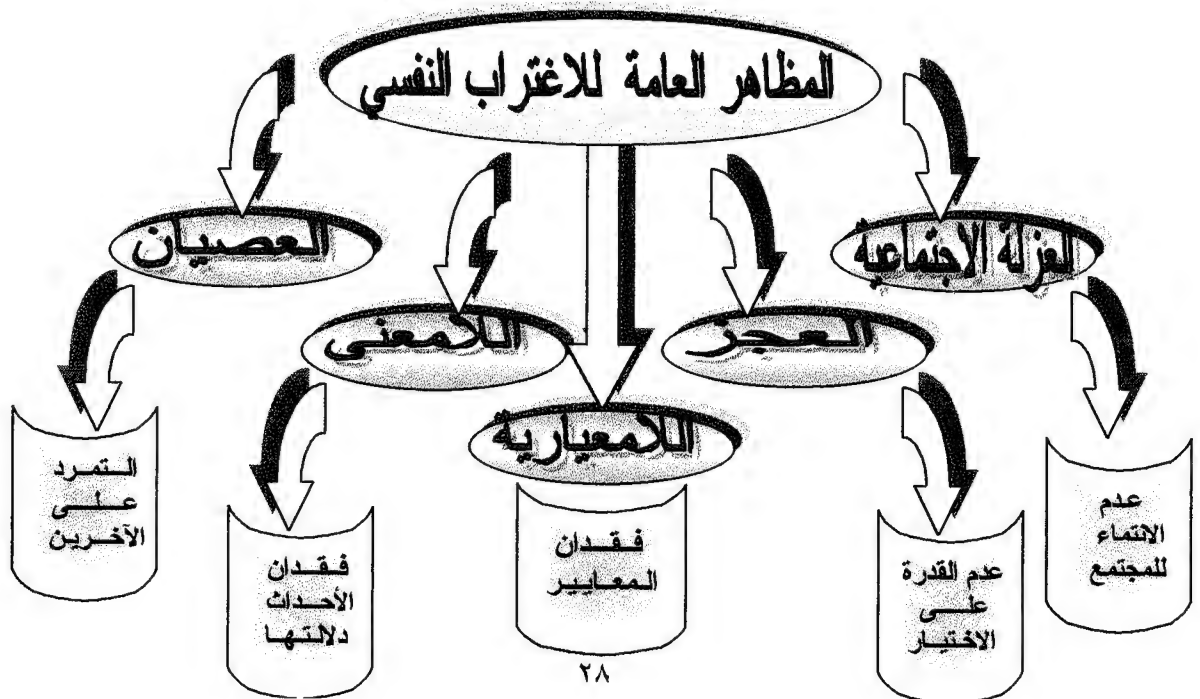 المظاهر العامة للاغتراب النفسي
العزلة الاجتماعية
العجز
اللامعيارية
اللامعنى
العصيان
عدم
الانتماء
للمجتمع
عدم القدرة
على
الاختيار
فقدان
المعايير
فقدان
الأحداث
دلالتها
التمرد
على
الآخرين
٢٨